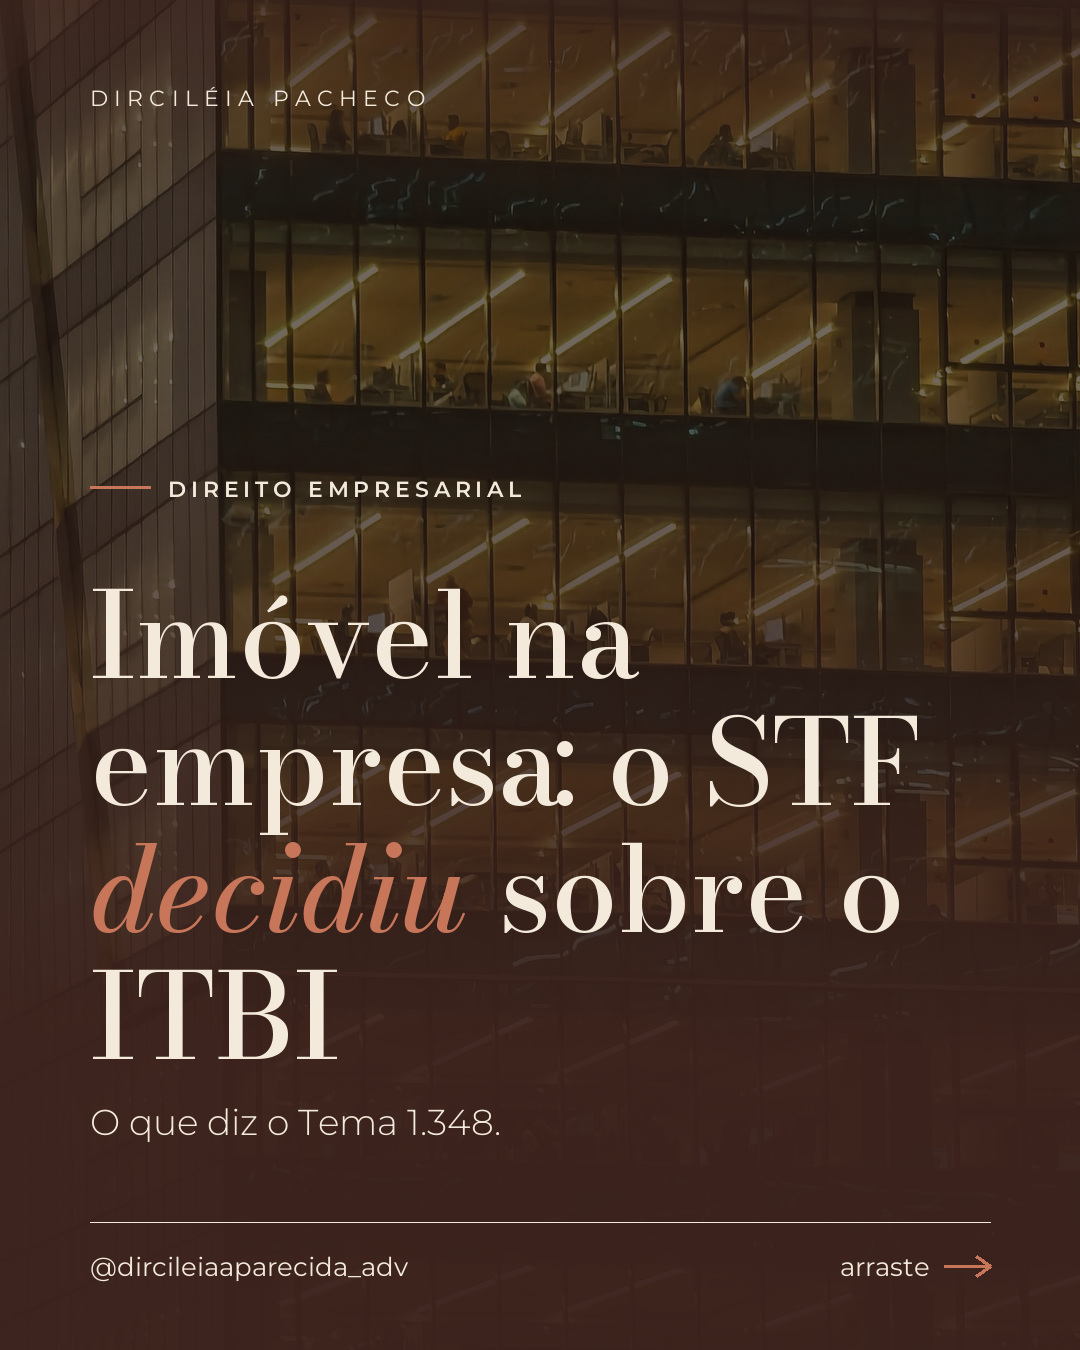 DIRCILÉIA PACHECO
DIREITO EMPRESARIAL
Imóvel na
empresa: o STF
decidiu sobre o
ITBI
O que diz o Tema 1.348.
@dircileiaaparecida_adv
arraste